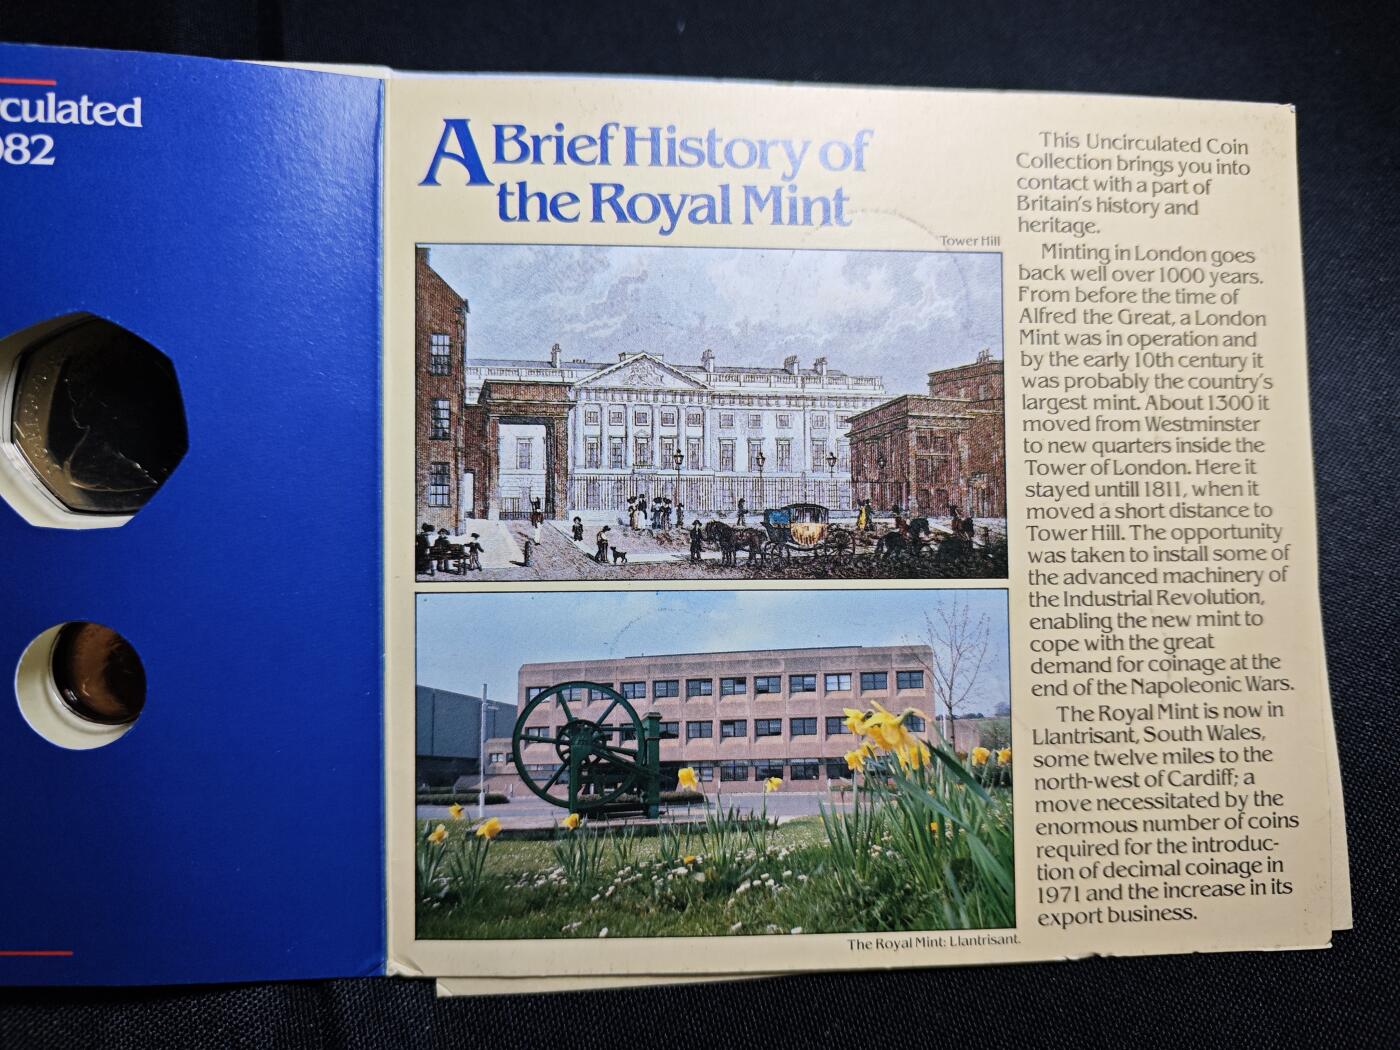 culated
82
A Brief History of
the Royal Mint
Tower Hill
This Uncirculated Coin
Collection brings you into
contact with a part of
Britain's history and
heritage.
Minting in London goes
back well over 1000 years.
From before the time of
Alfred the Great, a London
Mint was in operation and
by the early 10th century it
was probably the country's
largest mint. About 1300 it
moved from Westminster
to new quarters inside the
Tower of London. Here it
stayed untill 1811, when it
moved a short distance to
Tower Hill. The opportunity
was taken to install some of
the advanced machinery of
the Industrial Revolution,
enabling the new mint to
cope with the great
demand for coinage at the
end of the Napoleonic Wars.
The Royal Mint is now in
Llantrisant, South Wales,
some twelve miles to the
north-west of Cardiff; a
move necessitated by the
enormous number of coins
required for the introduc-
tion of decimal coinage in
1971 and the increase in its
export business.
The Royal Mint: Llantrisant.